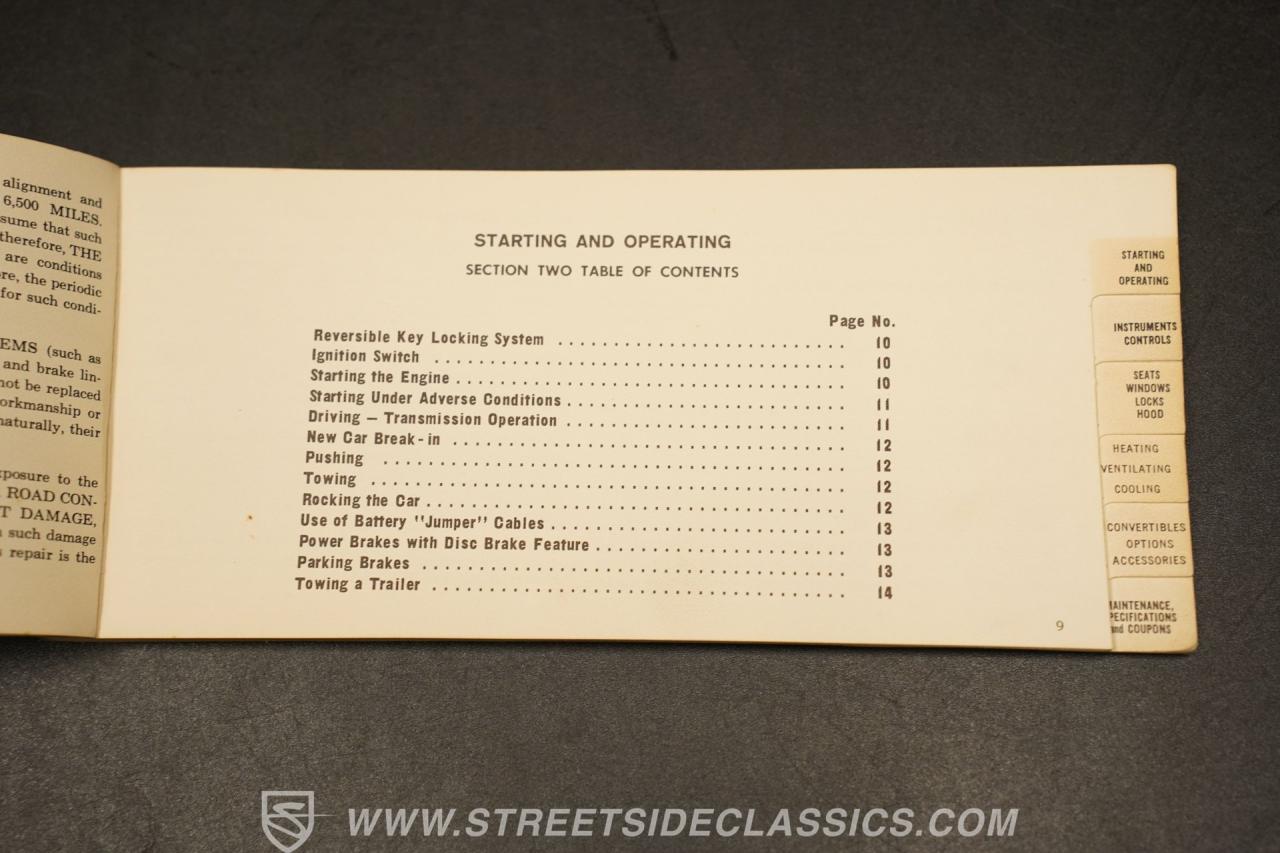 alignment and
6,500 MILES.
sume that such
therefore, THE
are conditions
re, the periodic
for such condi-
EMS (such as
and brake lin-
not be replaced
orkmanship or
naturally, their
xposure to the
ROAD CON-
T DAMAGE,
such damage
repair is the
STARTING AND OPERATING
SECTION TWO TABLE OF CONTENTS
Page No.
Reversible Key Locking System . . . . . . . . . . . . . . . . . . . . . . . . . . 10
Ignition Switch . . . . . . . . . . . . . . . . . . . . . . . . . . . . . . . . . . . . . 10
Starting the Engine . . . . . . . . . . . . . . . . . . . . . . . . . . . . . . . . . . . 10
Starting Under Adverse Conditions . . . . . . . . . . . . . . . . . . . . . . . . . 11
Driving – Transmission Operation . . . . . . . . . . . . . . . . . . . . . . . . . 11
New Car Break-in . . . . . . . . . . . . . . . . . . . . . . . . . . . . . . . . . . . 12
Pushing . . . . . . . . . . . . . . . . . . . . . . . . . . . . . . . . . . . . . . . . . 12
Towing . . . . . . . . . . . . . . . . . . . . . . . . . . . . . . . . . . . . . . . . . . 12
Rocking the Car . . . . . . . . . . . . . . . . . . . . . . . . . . . . . . . . . . . . . 12
Use of Battery "Jumper" Cables . . . . . . . . . . . . . . . . . . . . . . . . . . 13
Power Brakes with Disc Brake Feature . . . . . . . . . . . . . . . . . . . . . . 13
Parking Brakes . . . . . . . . . . . . . . . . . . . . . . . . . . . . . . . . . . . . . 13
Towing a Trailer . . . . . . . . . . . . . . . . . . . . . . . . . . . . . . . . . . . . 14
9
STARTING
AND
OPERATING
INSTRUMENTS
CONTROLS
SEATS
WINDOWS
LOCKS
HOOD
HEATING
VENTILATING
COOLING
CONVERTIBLES
OPTIONS
ACCESSORIES
MAINTENANCE,
PECIFICATIONS
and COUPONS
WWW.STREETSIDECLASSICS.COM